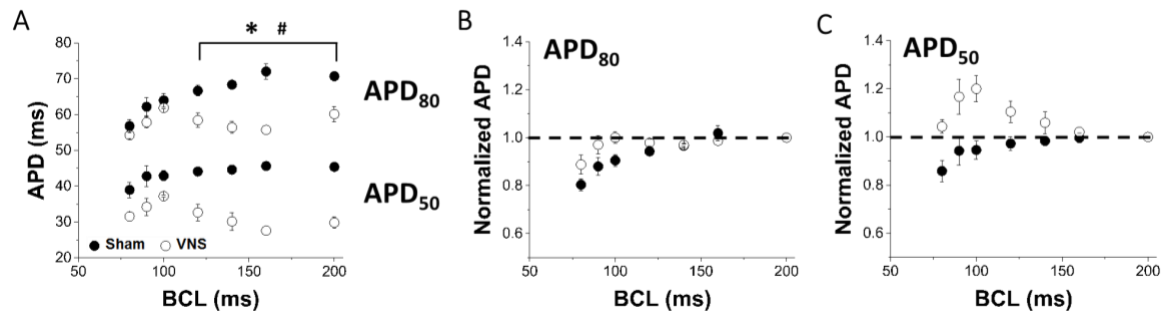 A
* #
80
70
60
50
40
30
20
APD (ms)
APD₈₀
APD₅₀
Sham VNS
50 100 150 200
BCL (ms)
B
APD₈₀
1.4
1.2
1.0
0.8
0.6
Normalized APD
50 100 150 200
BCL (ms)
C
APD₅₀
1.4
1.2
1.0
0.8
0.6
Normalized APD
50 100 150 200
BCL (ms)